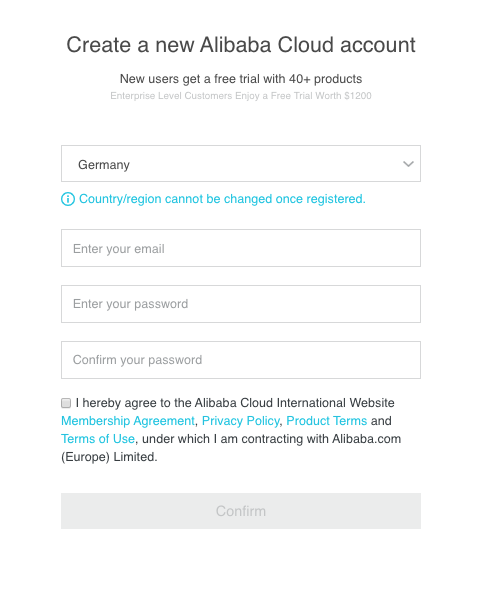 Create a new Alibaba Cloud account
New users get a free trial with 40+ products
Enterprise Level Customers Enjoy a Free Trial Worth $1200
Germany
Country/region cannot be changed once registered.
Enter your email
Enter your password
Confirm your password
I hereby agree to the Alibaba Cloud International Website
Membership Agreement, Privacy Policy, Product Terms and
Terms of Use, under which I am contracting with Alibaba.com
(Europe) Limited.
Confirm